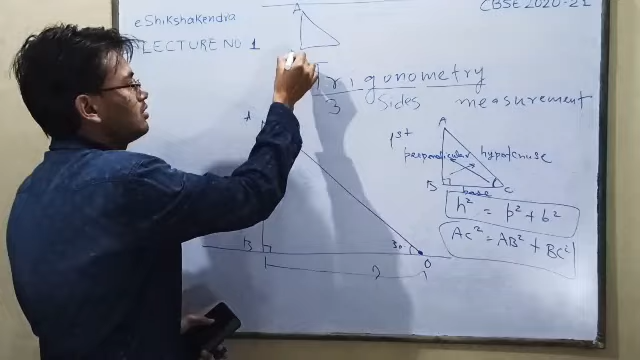 eShikshakendra
CBSE 2020-21
LECTURE NO 1
A
Trigonometry
3
Sides measurement
A
1st
A
perpendicular
hypotenuse
B
base
C
h² = p² + b²
AC² = AB² + BC²
B
30
O